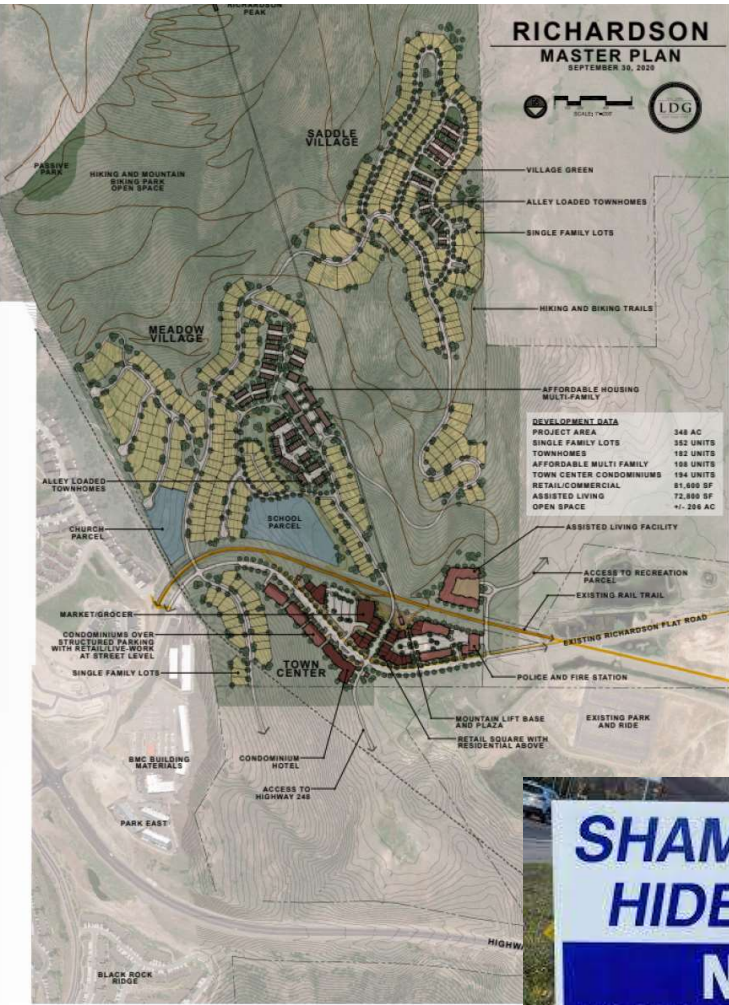 RICHARDSON
PEAK
RICHARDSON
MASTER PLAN
SEPTEMBER 30, 2020
LDG
SADDLE
VILLAGE
PASSIVE
PARK
HIKING AND MOUNTAIN
BIKING PARK
OPEN SPACE
VILLAGE GREEN
ALLEY LOADED TOWNHOMES
SINGLE FAMILY LOTS
HIKING AND BIKING TRAILS
MEADOW
VILLAGE
AFFORDABLE HOUSING
MULTI-FAMILY
DEVELOPMENT DATA
PROJECT AREA 348 AC
SINGLE FAMILY LOTS 352 UNITS
TOWNHOMES 182 UNITS
AFFORDABLE MULTI FAMILY 108 UNITS
TOWN CENTER CONDOMINIUMS 194 UNITS
RETAIL/COMMERCIAL 81,600 SF
ASSISTED LIVING 72,800 SF
OPEN SPACE +/- 206 AC
ALLEY LOADED
TOWNHOMES
CHURCH
PARCEL
SCHOOL
PARCEL
ASSISTED LIVING FACILITY
ACCESS TO RECREATION
PARCEL
EXISTING RAIL TRAIL
EXISTING RICHARDSON FLAT ROAD
MARKET/GROCER
CONDOMINIUMS OVER
STRUCTURED PARKING
WITH RETAIL/LIVE-WORK
AT STREET LEVEL
SINGLE FAMILY LOTS
TOWN
CENTER
POLICE AND FIRE STATION
MOUNTAIN LIFT BASE
AND PLAZA
RETAIL SQUARE WITH
RESIDENTIAL ABOVE
EXISTING PARK
AND RIDE
CONDOMINIUM
HOTEL
ACCESS TO
HIGHWAY 248
BMC BUILDING
MATERIALS
PARK EAST
BLACK ROCK
RIDGE
HIGHW
SHAM
HIDE
N